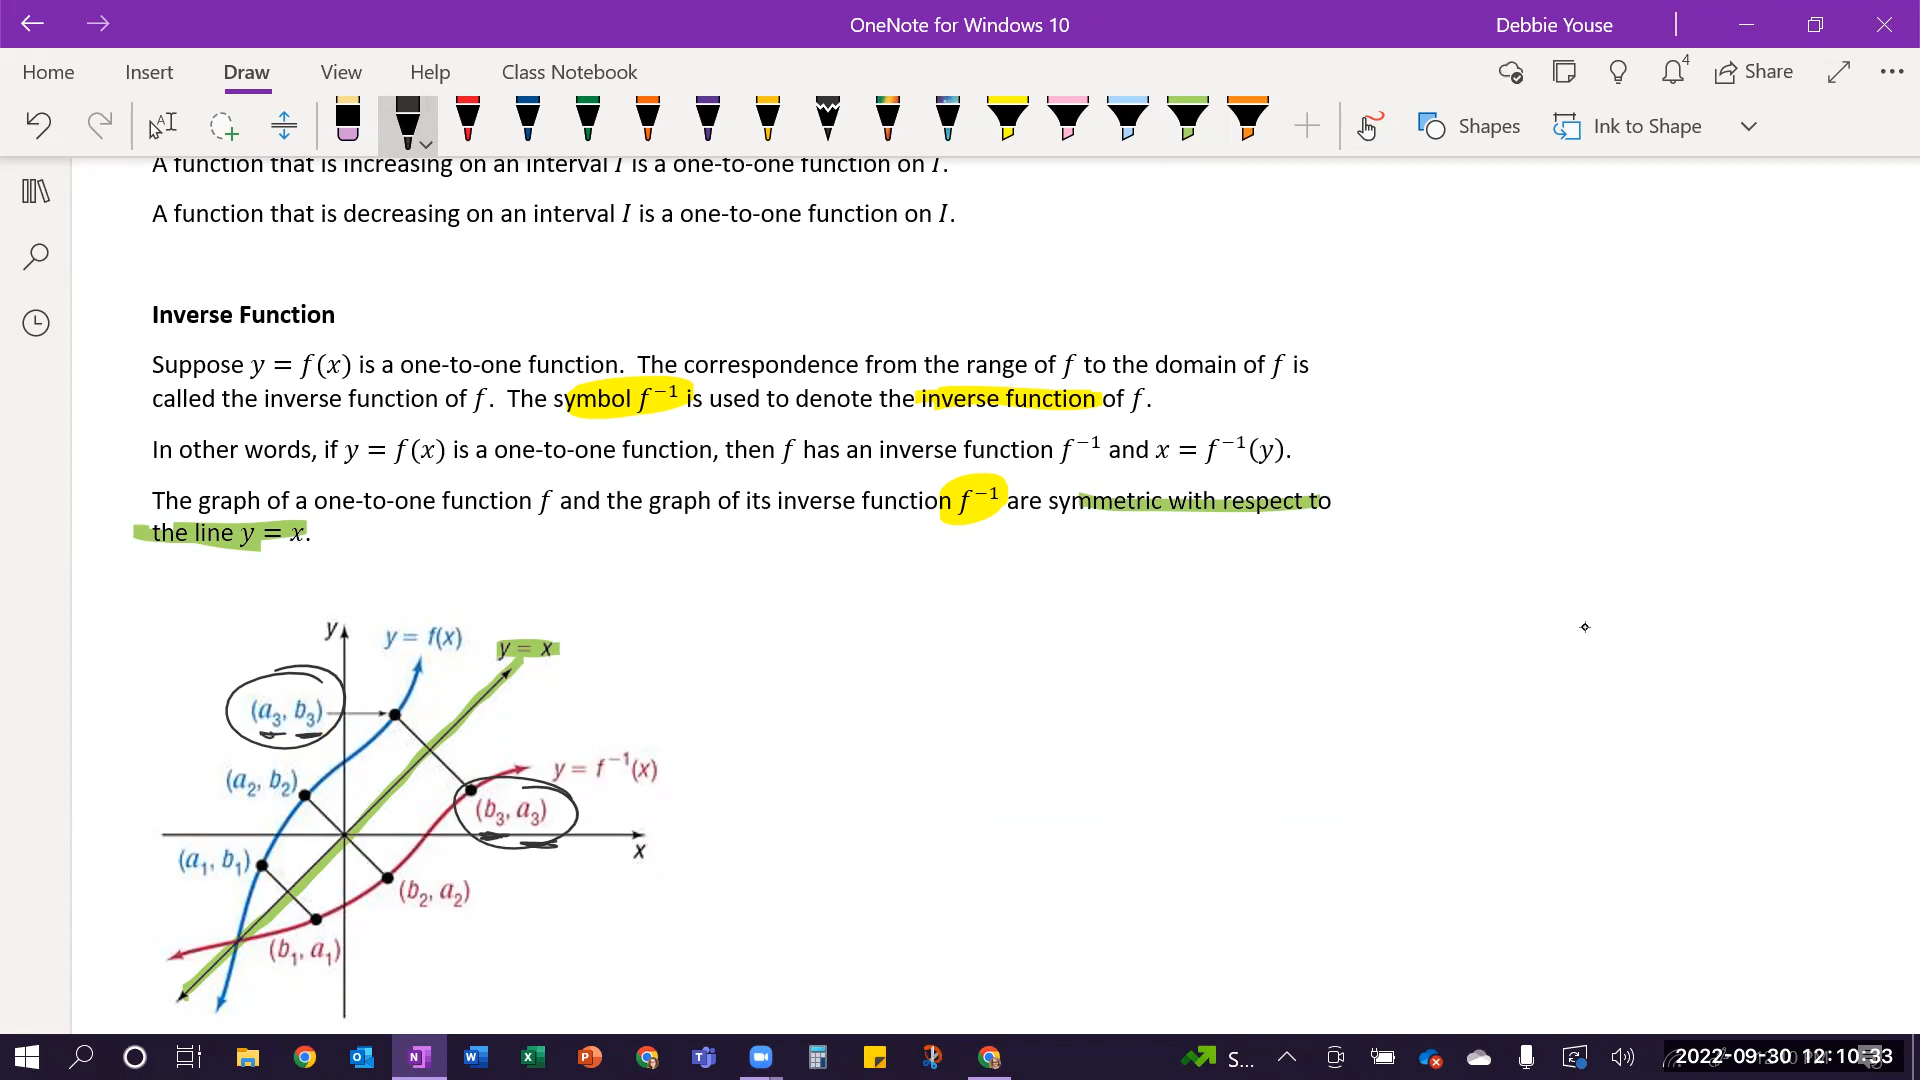 OneNote for Windows 10
Debbie Youse
Home Insert Draw View Help Class Notebook
4
Share
Shapes
Ink to Shape
A function that is increasing on an interval I is a one-to-one function on I.
A function that is decreasing on an interval I is a one-to-one function on I.
Inverse Function
Suppose y = f(x) is a one-to-one function. The correspondence from the range of f to the domain of f is
called the inverse function of f. The symbol f⁻¹ is used to denote the inverse function of f.
In other words, if y = f(x) is a one-to-one function, then f has an inverse function f⁻¹ and x = f⁻¹(y).
The graph of a one-to-one function f and the graph of its inverse function f⁻¹ are symmetric with respect to
the line y = x.
y
y = f(x)
y = x
(a₃, b₃)
y = f⁻¹(x)
(a₂, b₂)
(b₃, a₃)
x
(a₁, b₁)
(b₂, a₂)
(b₁, a₁)
S...
2022-09-30 12:10:33